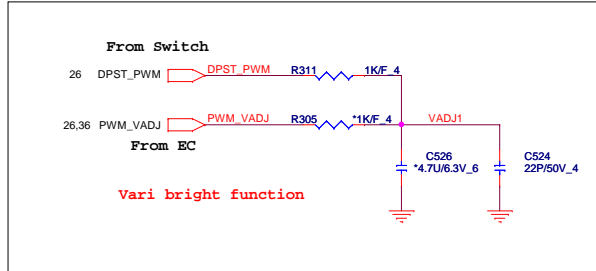 From Switch
26 DPST_PWM DPST_PWM R311 1K/F_4
26,36 PWM_VADJ PWM_VADJ R305 *1K/F_4 VADJ1
From EC
C526 C524
*4.7U/6.3V_6 22P/50V_4
Vari bright function